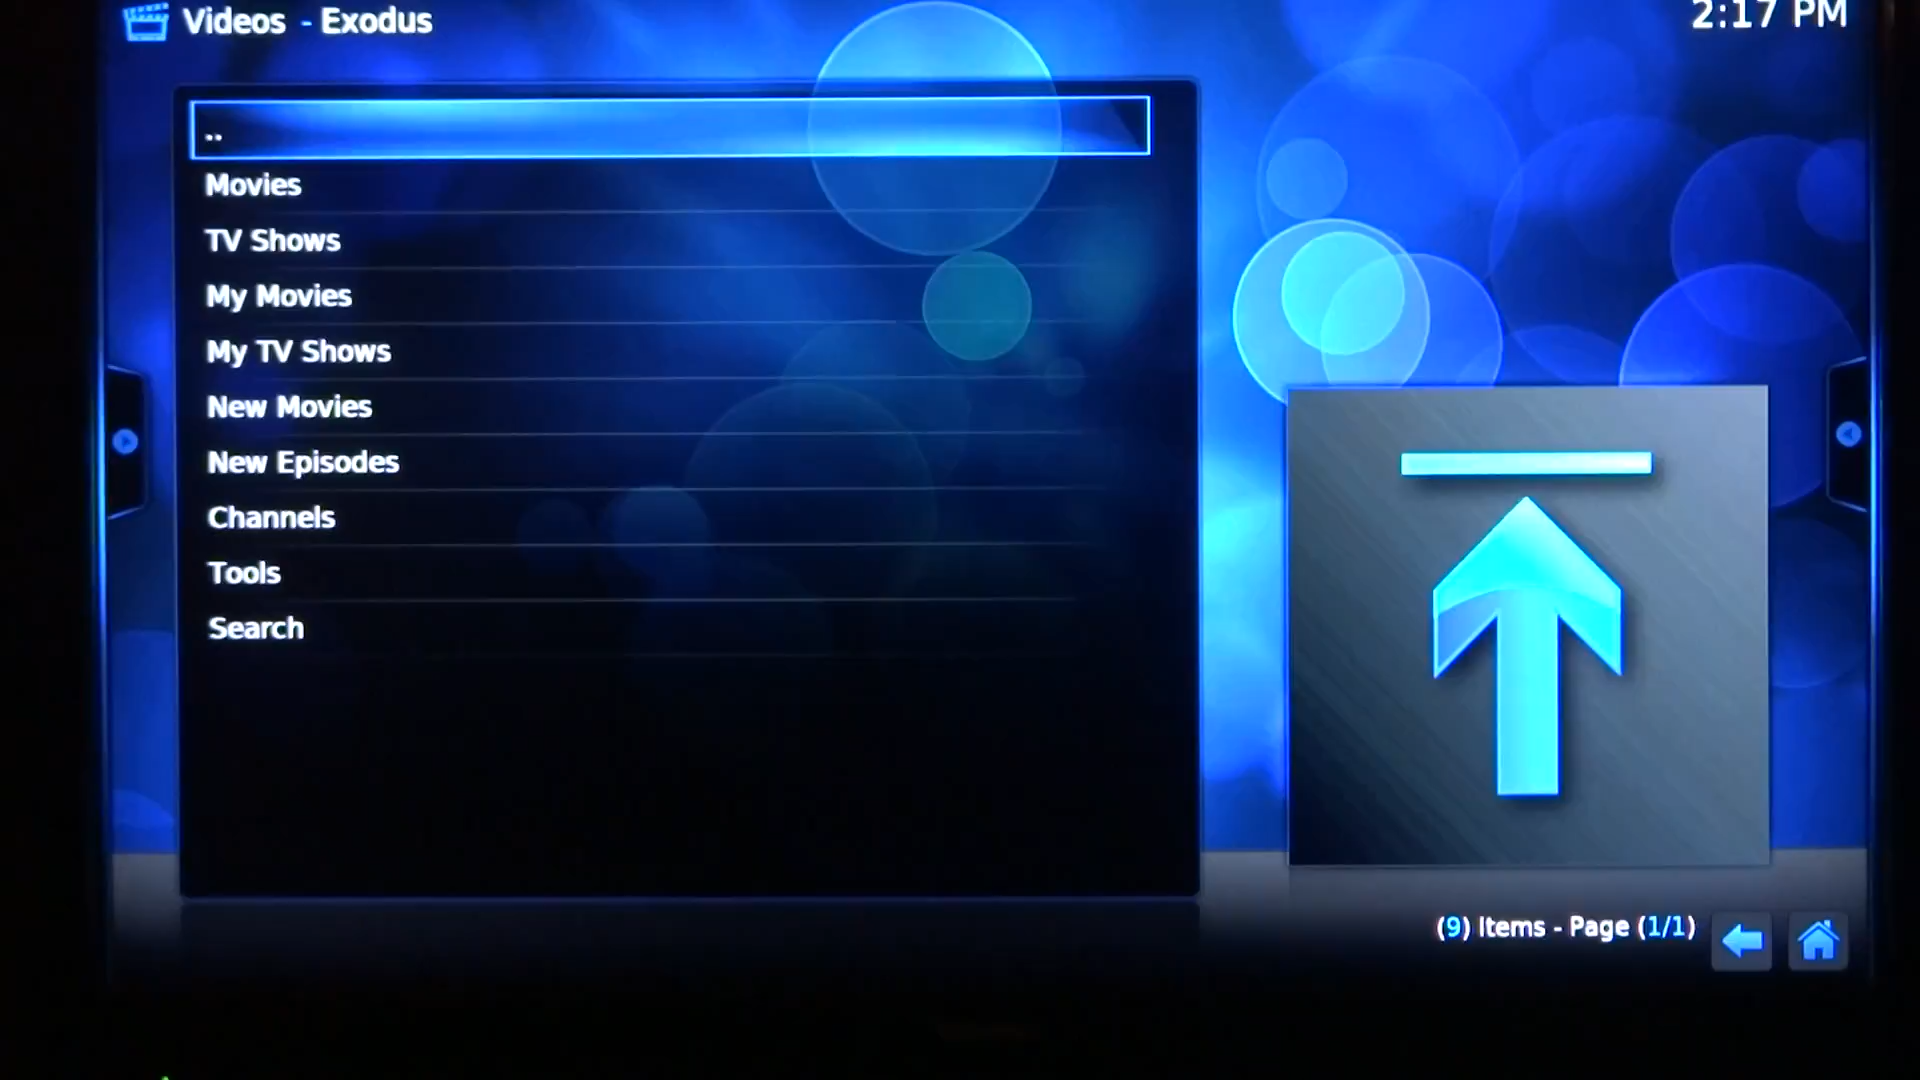 Videos - Exodus
2:17 PM
..
Movies
TV Shows
My Movies
My TV Shows
New Movies
New Episodes
Channels
Tools
Search
(9) Items - Page (1/1)